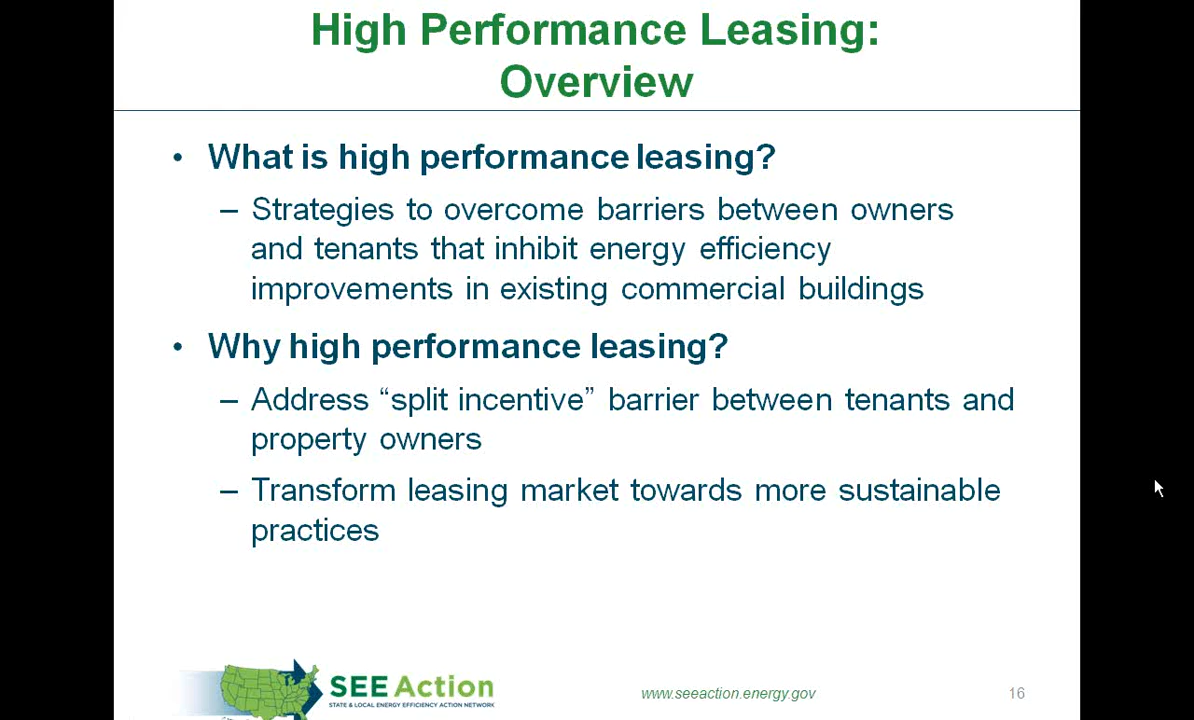 High Performance Leasing:
Overview
• What is high performance leasing?
– Strategies to overcome barriers between owners
and tenants that inhibit energy efficiency
improvements in existing commercial buildings
• Why high performance leasing?
– Address “split incentive” barrier between tenants and
property owners
– Transform leasing market towards more sustainable
practices
SEE Action
STATE & LOCAL ENERGY EFFICIENCY ACTION NETWORK
www.seeaction.energy.gov
16